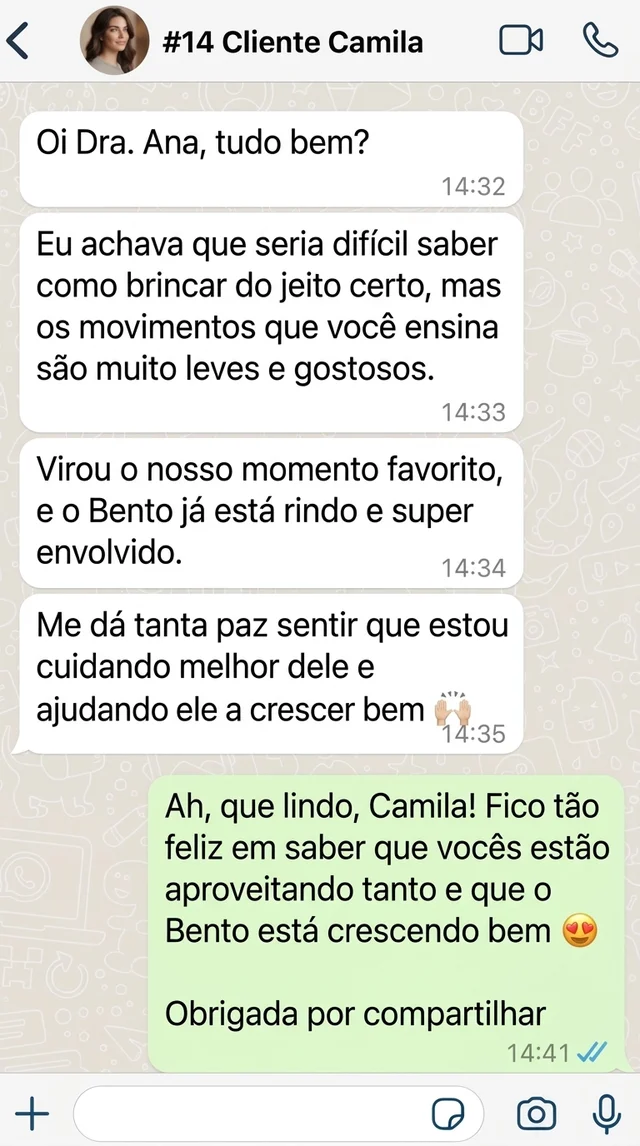 #14 Cliente Camila
Oi Dra. Ana, tudo bem?
14:32
Eu achava que seria difícil saber
como brincar do jeito certo, mas
os movimentos que você ensina
são muito leves e gostosos.
14:33
Virou o nosso momento favorito,
e o Bento já está rindo e super
envolvido.
14:34
Me dá tanta paz sentir que estou
cuidando melhor dele e
ajudando ele a crescer bem 🙌🏼
14:35
Ah, que lindo, Camila! Fico tão
feliz em saber que vocês estão
aproveitando tanto e que o
Bento está crescendo bem 😍
Obrigada por compartilhar
14:41